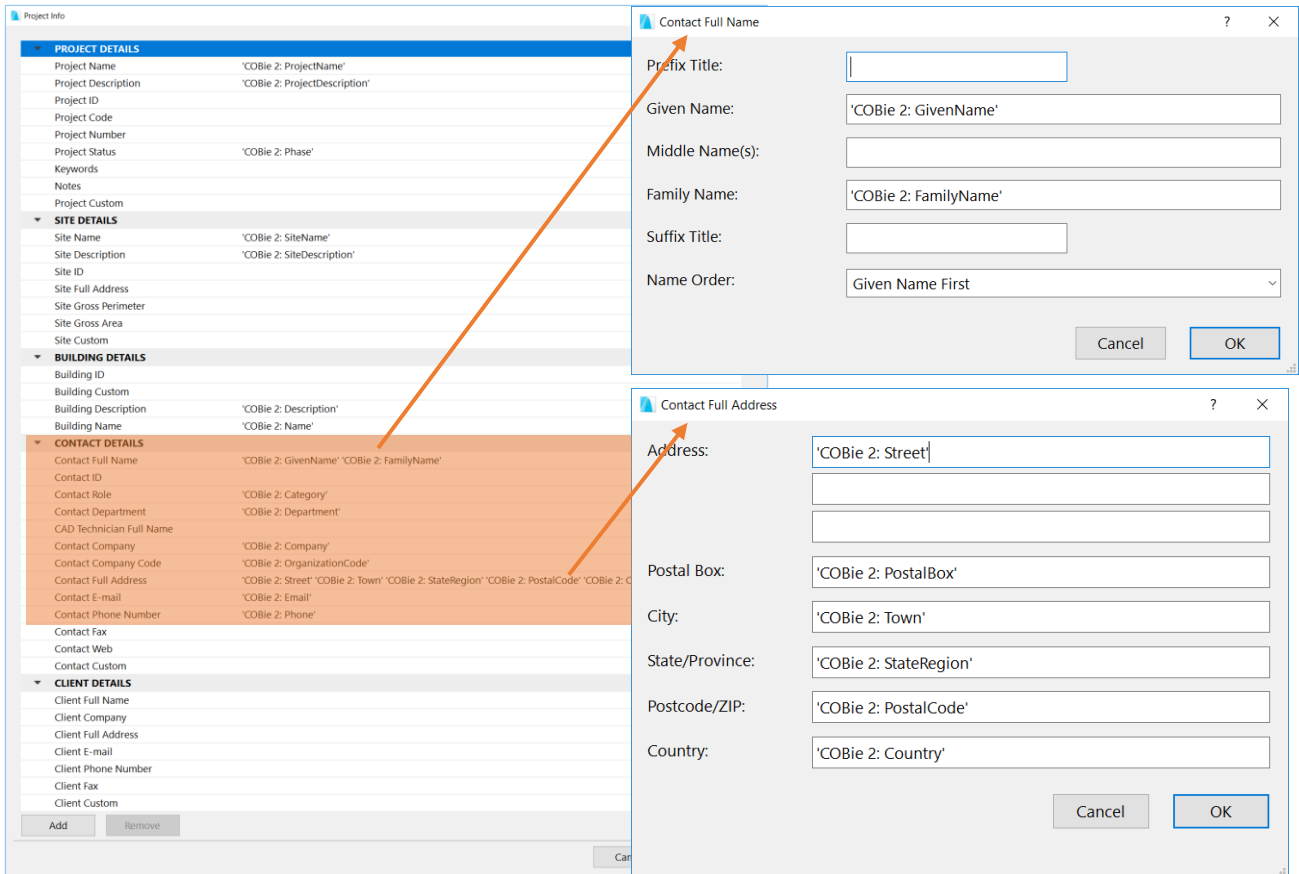 Project Info
PROJECT DETAILS
Project Name 'COBie 2: ProjectName'
Project Description 'COBie 2: ProjectDescription'
Project ID
Project Code
Project Number
Project Status 'COBie 2: Phase'
Keywords
Notes
Project Custom
SITE DETAILS
Site Name 'COBie 2: SiteName'
Site Description 'COBie 2: SiteDescription'
Site ID
Site Full Address
Site Gross Perimeter
Site Gross Area
Site Custom
BUILDING DETAILS
Building ID
Building Custom
Building Description 'COBie 2: Description'
Building Name 'COBie 2: Name'
CONTACT DETAILS
Contact Full Name 'COBie 2: GivenName' 'COBie 2: FamilyName'
Contact ID
Contact Role 'COBie 2: Category'
Contact Department 'COBie 2: Department'
CAD Technician Full Name
Contact Company 'COBie 2: Company'
Contact Company Code 'COBie 2: OrganizationCode'
Contact Full Address 'COBie 2: Street' 'COBie 2: Town' 'COBie 2: StateRegion' 'COBie 2: PostalCode' 'COBie 2: C
Contact E-mail 'COBie 2: Email'
Contact Phone Number 'COBie 2: Phone'
Contact Fax
Contact Web
Contact Custom
CLIENT DETAILS
Client Full Name
Client Company
Client Full Address
Client E-mail
Client Phone Number
Client Fax
Client Custom
Add Remove
Can
Contact Full Name ?
Prefix Title:
Given Name: 'COBie 2: GivenName'
Middle Name(s):
Family Name: 'COBie 2: FamilyName'
Suffix Title:
Name Order: Given Name First
Cancel OK
Contact Full Address ?
Address: 'COBie 2: Street'
Postal Box: 'COBie 2: PostalBox'
City: 'COBie 2: Town'
State/Province: 'COBie 2: StateRegion'
Postcode/ZIP: 'COBie 2: PostalCode'
Country: 'COBie 2: Country'
Cancel OK